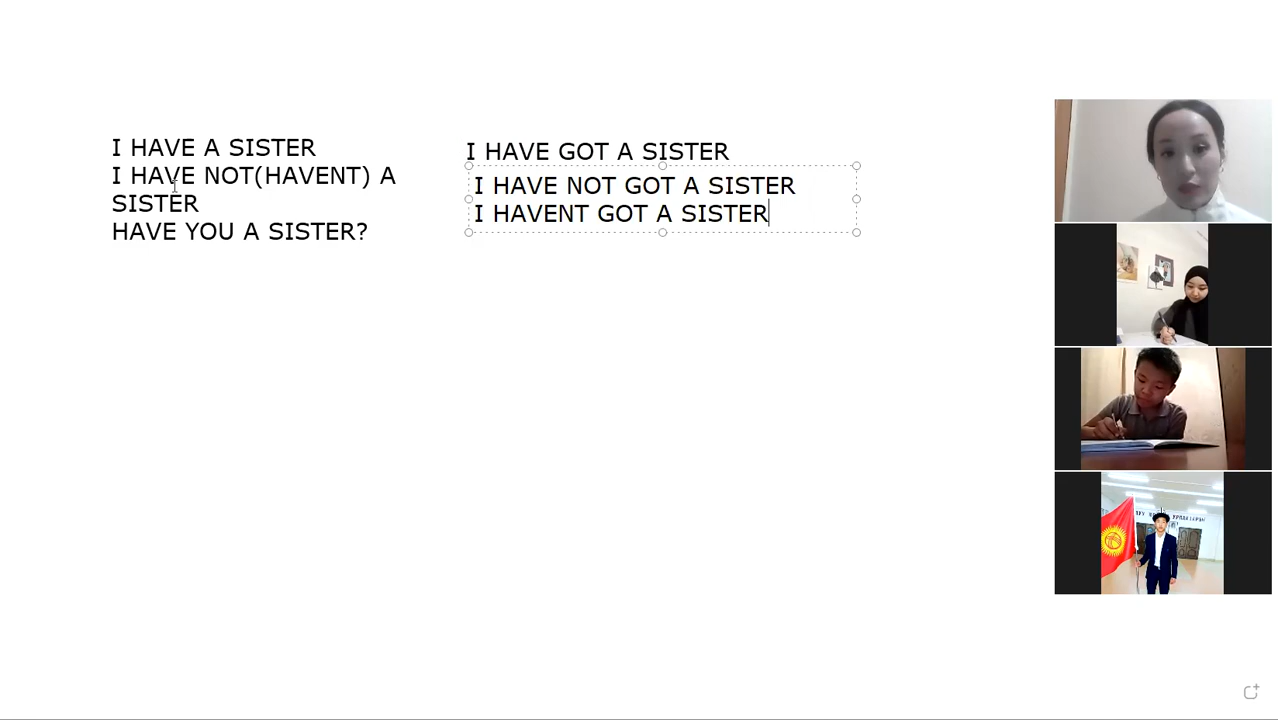 I HAVE A SISTER
I HAVE NOT(HAVENT) A
SISTER
HAVE YOU A SISTER?
I HAVE GOT A SISTER
I HAVE NOT GOT A SISTER
I HAVENT GOT A SISTER